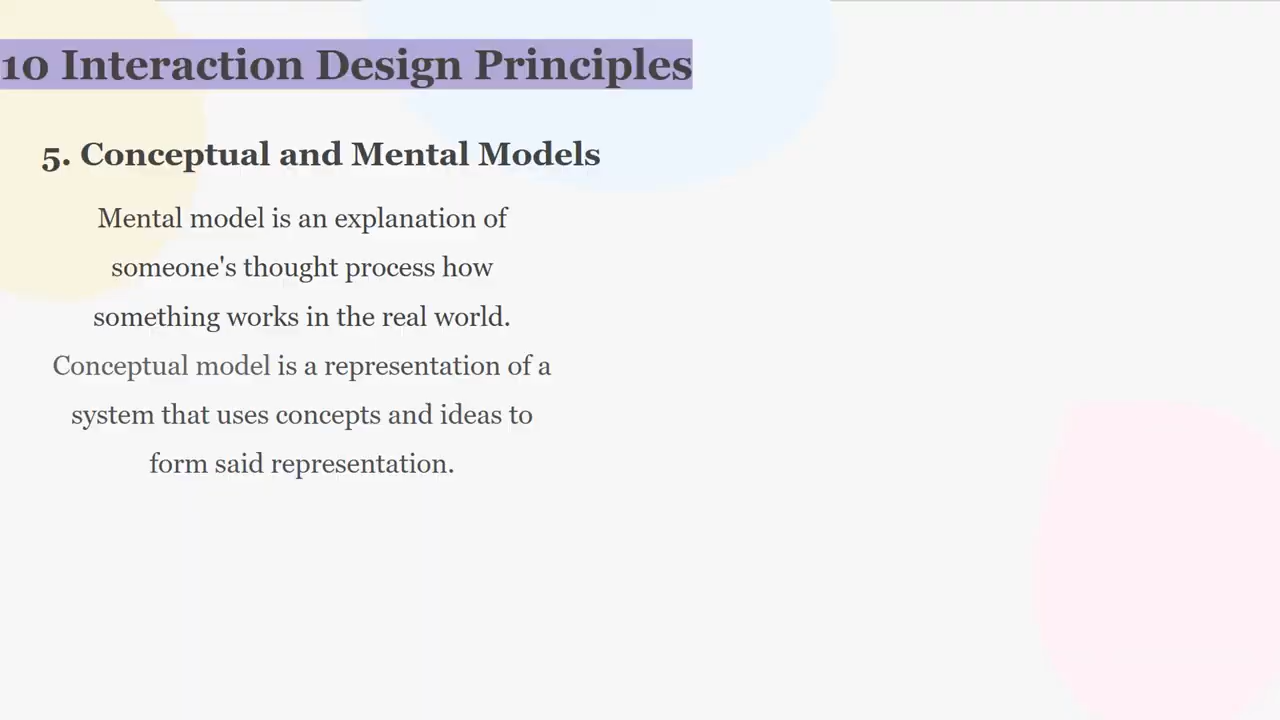 10 Interaction Design Principles
5. Conceptual and Mental Models
Mental model is an explanation of
someone's thought process how
something works in the real world.
Conceptual model is a representation of a
system that uses concepts and ideas to
form said representation.